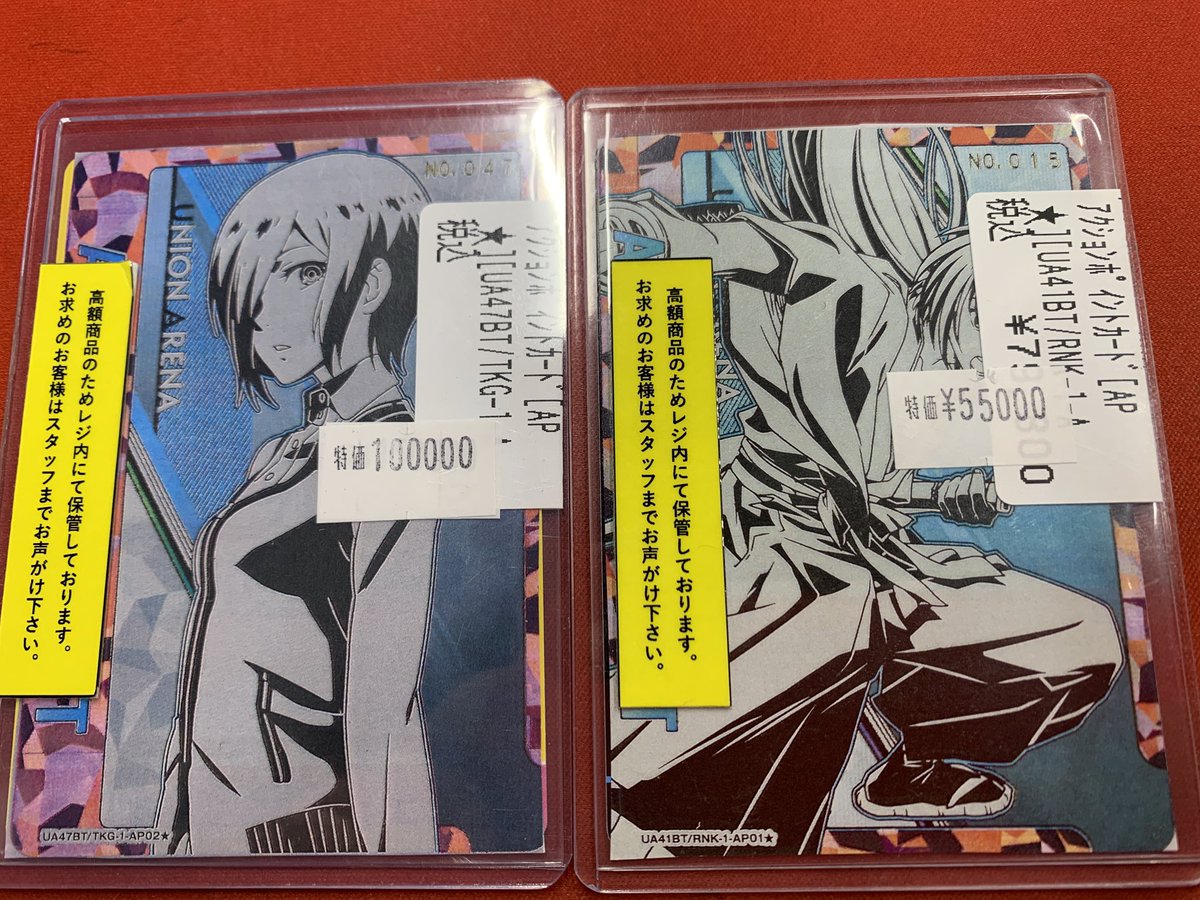 NO.047
UNION ARENA
高額商品のためレジ内にて保管しております。
お求めのお客様はスタッフまでお声がけ下さい。
アクションポイントカード[AP
★][UA47BT/TKG-1
税込
特価100000
UA47BT/TKG-1-AP02★
NO.015
高額商品のためレジ内にて保管しております。
お求めのお客様はスタッフまでお声がけ下さい。
アクションポイントカード[AP
★][UA41BT/RNK-1-A
税込
特価¥55000
UA41BT/RNK-1-AP01★